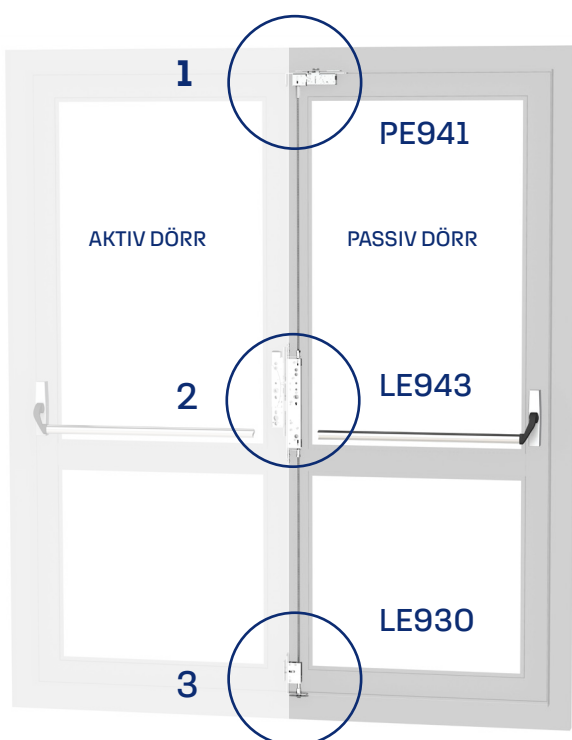 1
PE941
AKTIV DÖRR
PASSIV DÖRR
2
LE943
LE930
3